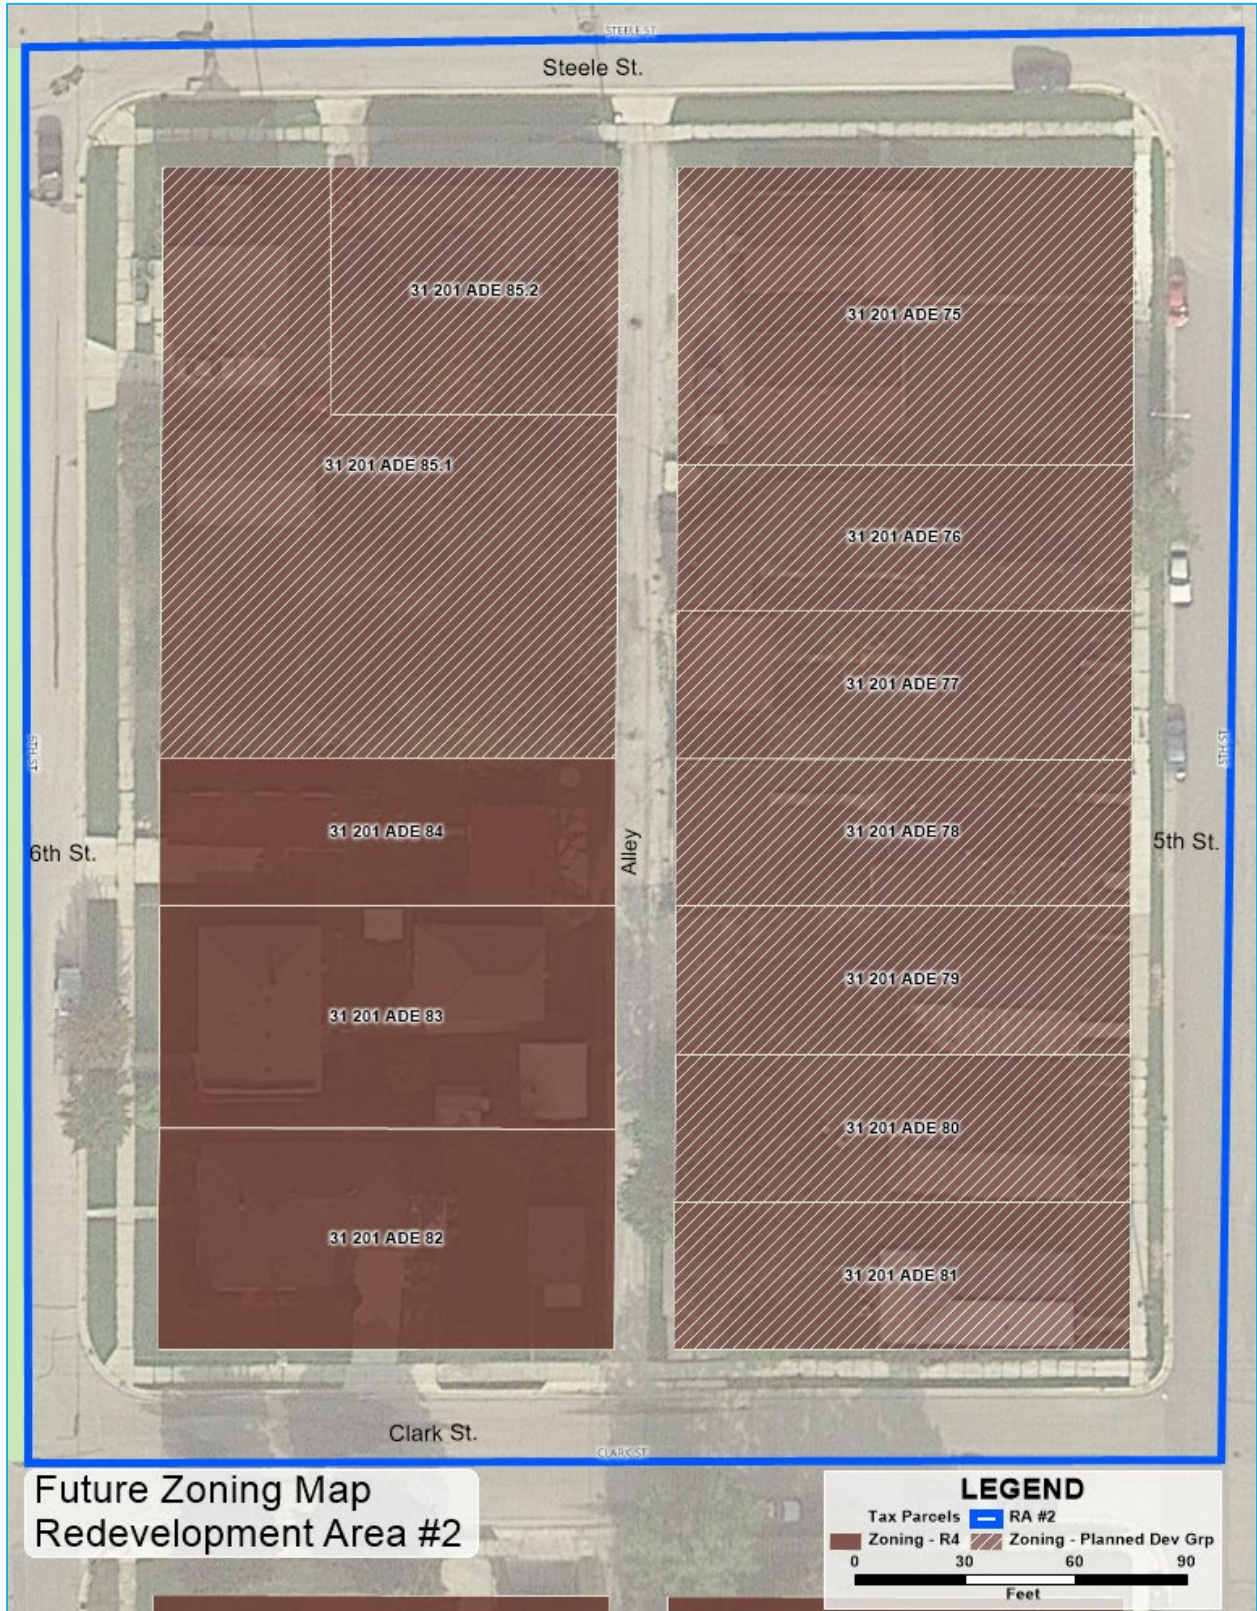 STEELE ST
Steele St.
31 201 ADE 85.2
31 201 ADE 75
31 201 ADE 85.1
31 201 ADE 76
31 201 ADE 77
5TH ST
5TH ST
31 201 ADE 84
31 201 ADE 78
Alley
6th St.
5th St.
31 201 ADE 79
31 201 ADE 83
31 201 ADE 80
31 201 ADE 82
31 201 ADE 81
Clark St.
CLARK ST
Future Zoning Map
Redevelopment Area #2
LEGEND
Tax Parcels RA #2
Zoning - R4 Zoning - Planned Dev Grp
0 30 60 90
Feet